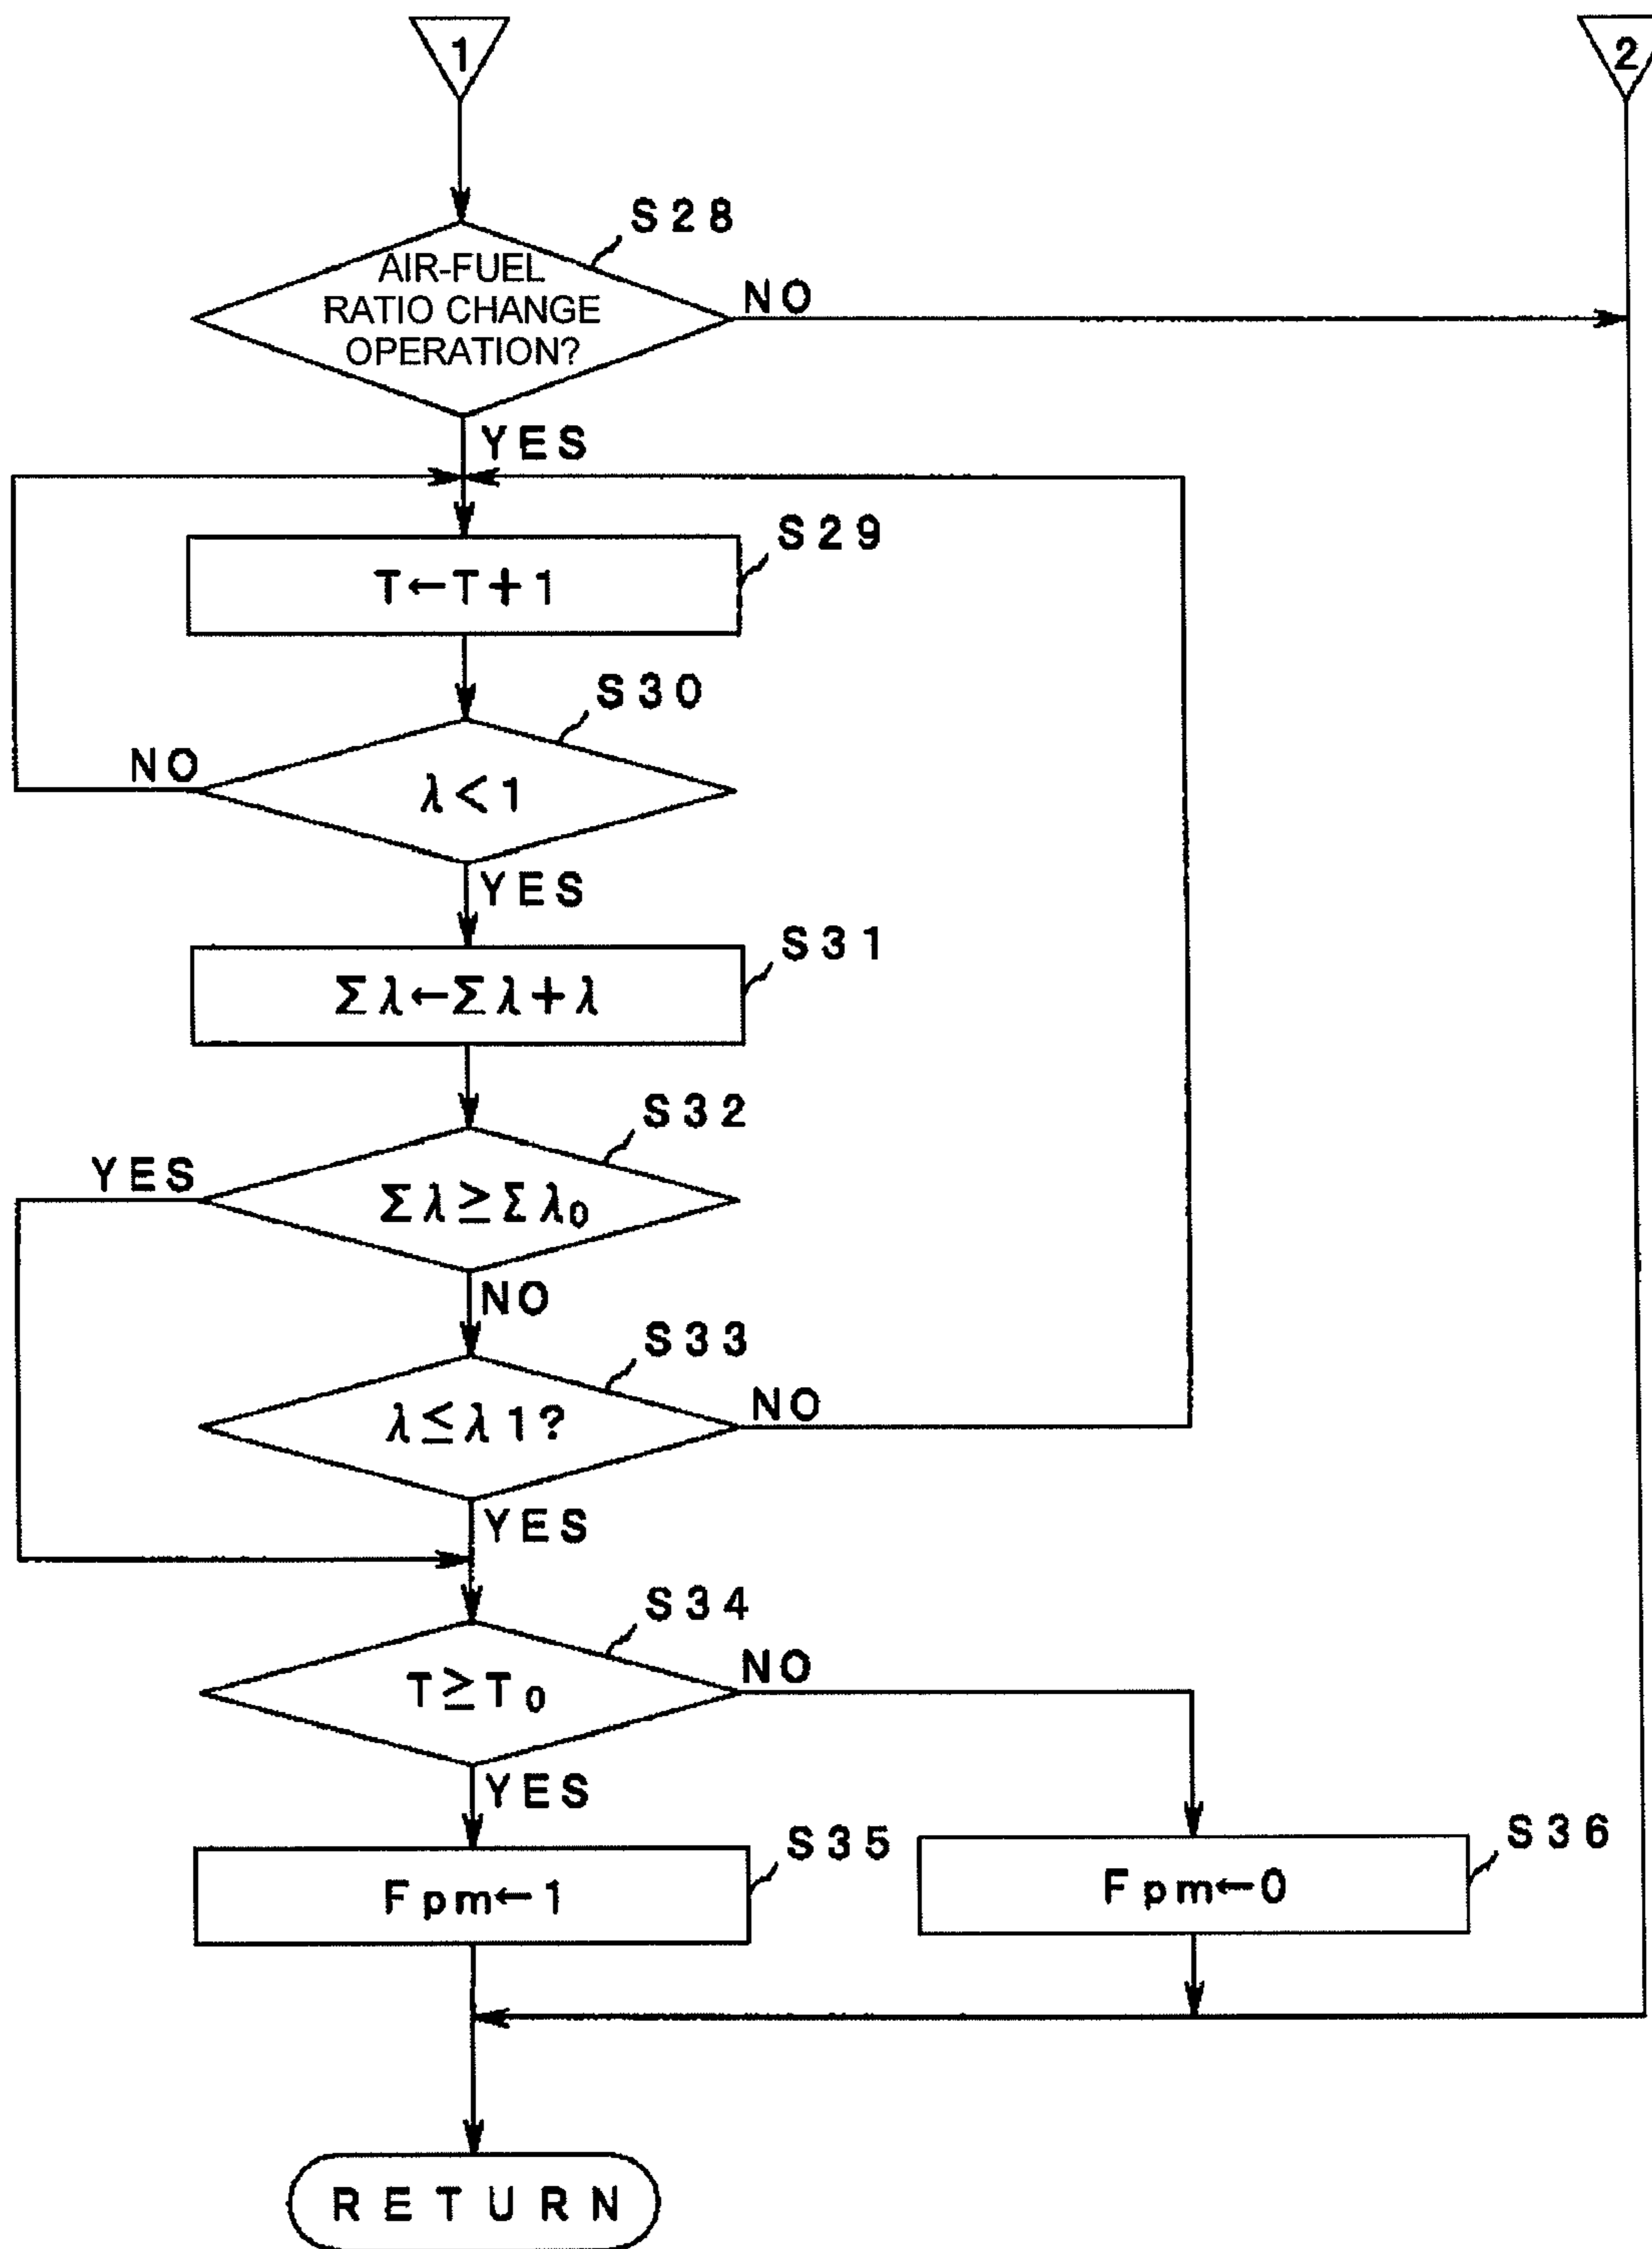 1
2
S28
AIR-FUEL
RATIO CHANGE
OPERATION?
NO
YES
S29
T←T+1
S30
NO
λ<1
YES
S31
Σλ←Σλ+λ
S32
YES
Σλ≥Σλ₀
NO
S33
λ≤λ1?
NO
YES
S34
T≥T₀
NO
YES
S35
Fpm←1
S36
Fpm←0
RETURN